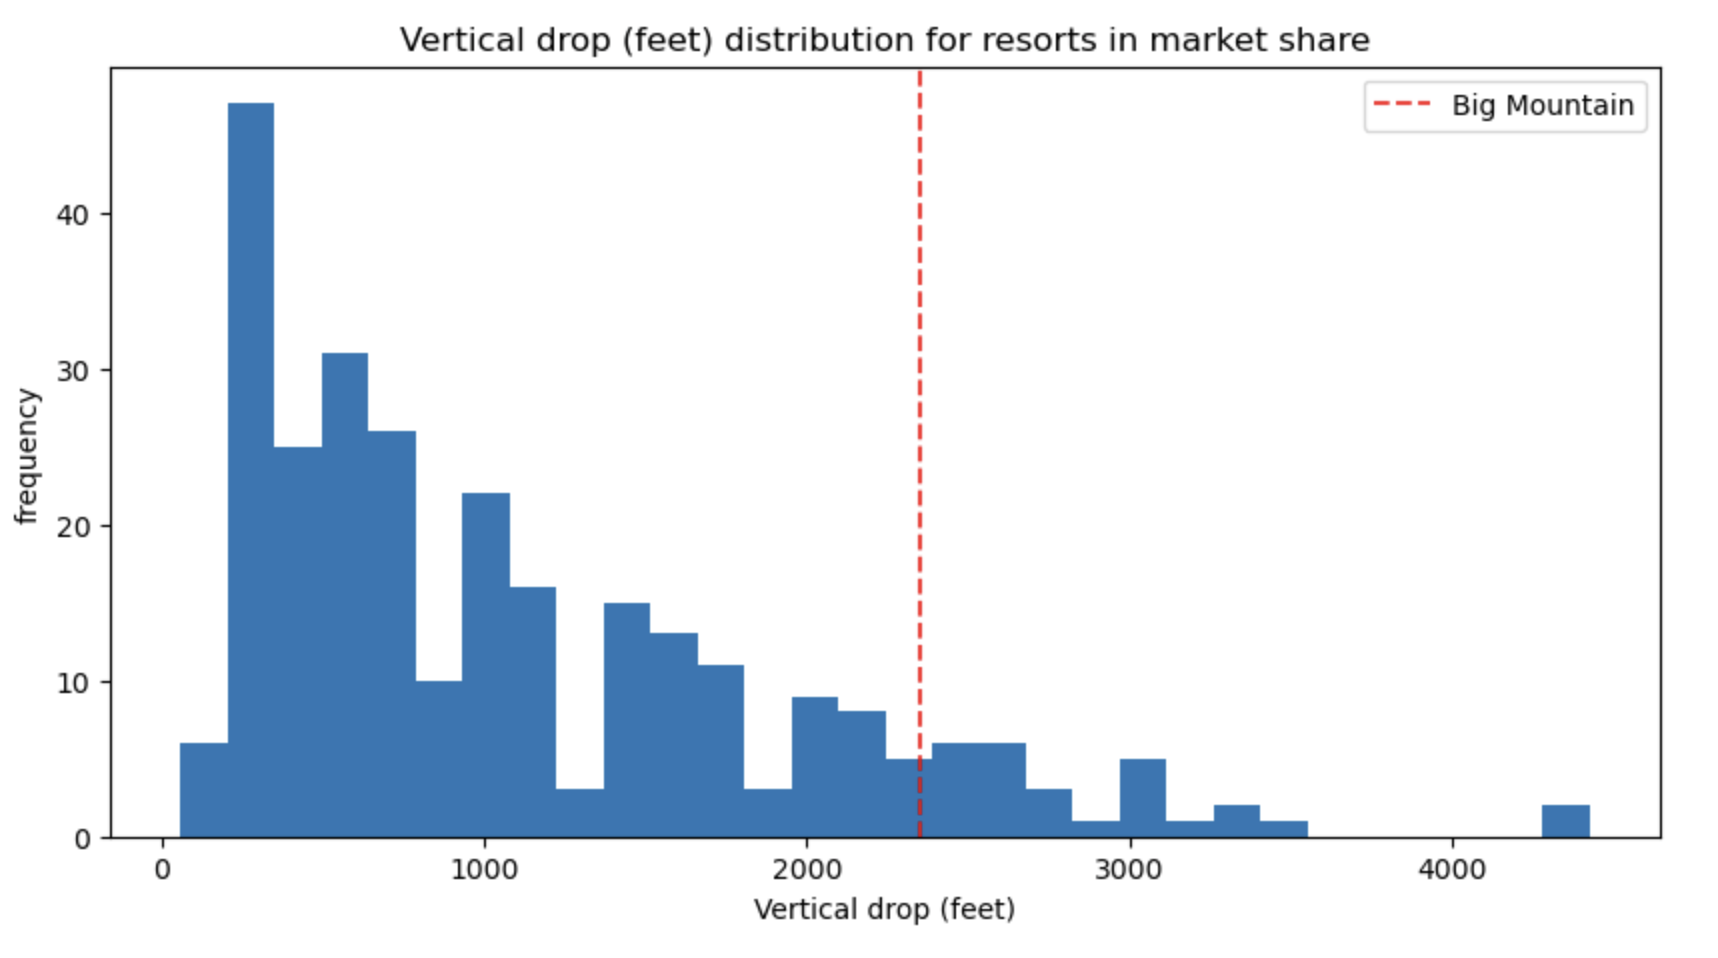 Vertical drop (feet) distribution for resorts in market share
Big Mountain
frequency
40
30
20
10
0
0 1000 2000 3000 4000
Vertical drop (feet)